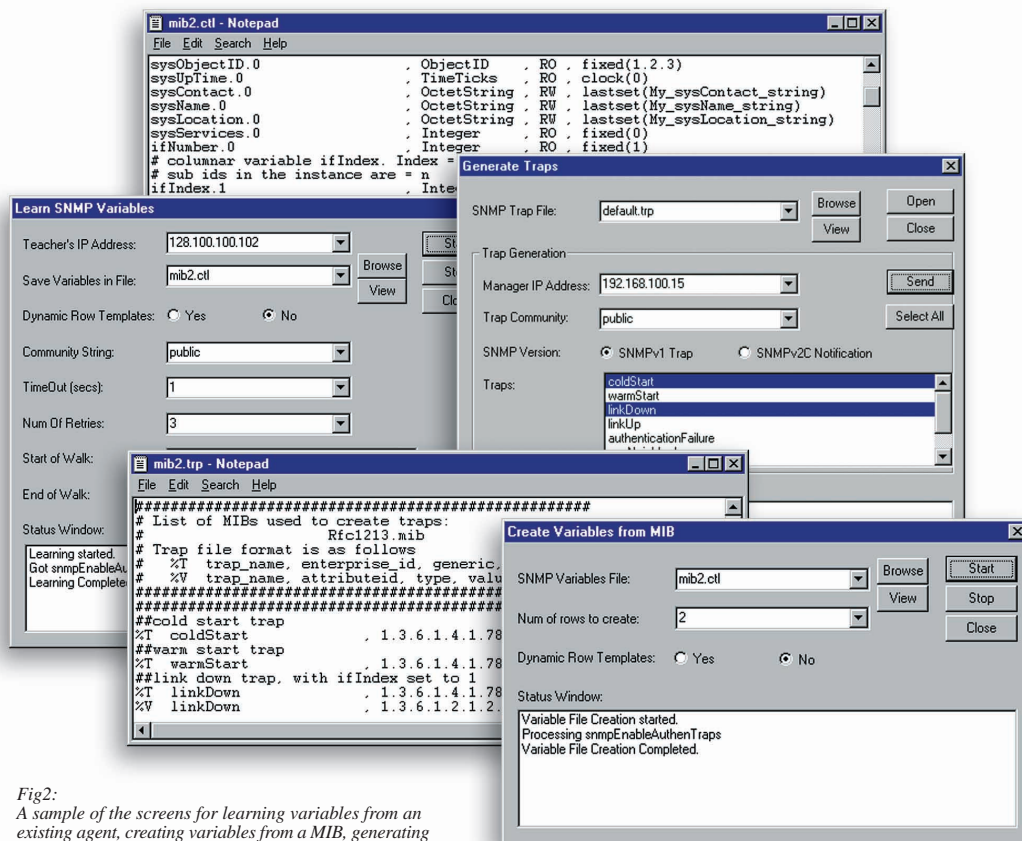 mib2.ctl - Notepad
File Edit Search Help
sysObjectID.0 , ObjectID , RO , fixed(1.2.3)
sysUpTime.0 , TimeTicks , RO , clock(0)
sysContact.0 , OctetString , RW , lastset(My_sysContact_string)
sysName.0 , OctetString , RW , lastset(My_sysName_string)
sysLocation.0 , OctetString , RW , lastset(My_sysLocation_string)
sysServices.0 , Integer , RO , fixed(0)
ifNumber.0 , Integer , RO , fixed(1)
# columnar variable ifIndex. Index =
# sub ids in the instance are = n
ifIndex.1 ,
Generate Traps
SNMP Trap File: default.trp Browse Open
View Close
Trap Generation
Manager IP Address: 192.168.100.15 Send
Trap Community: public Select All
SNMP Version: SNMPv1 Trap SNMPv2C Notification
Traps: coldStart
warmStart
linkDown
linkUp
authenticationFailure
Learn SNMP Variables
Teacher's IP Address: 128.100.100.102
Save Variables in File: mib2.ctl Browse
View
Dynamic Row Templates: Yes No
Community String: public
TimeOut (secs): 1
Num Of Retries: 3
Start of Walk:
End of Walk:
Status Window:
Learning started.
Got snmpEnableAu
Learning Complete
mib2.trp - Notepad
File Edit Search Help
##########################################################
# List of MIBs used to create traps:
# Rfc1213.mib
# Trap file format is as follows
# %T trap_name, enterprise_id, generic,
# %V trap_name, attributeid, type, valu
##########################################################
##########################################################
##cold start trap
%T coldStart , 1.3.6.1.4.1.78
##warm start trap
%T warmStart , 1.3.6.1.4.1.78
##link down trap, with ifIndex set to 1
%T linkDown , 1.3.6.1.4.1.78
%V linkDown , 1.3.6.1.2.1.2.
Create Variables from MIB
SNMP Variables File: mib2.ctl Browse Start
View Stop
Num of rows to create: 2 Close
Dynamic Row Templates: Yes No
Status Window:
Variable File Creation started.
Processing snmpEnableAuthenTraps
Variable File Creation Completed.
Fig2:
A sample of the screens for learning variables from an
existing agent, creating variables from a MIB, generating